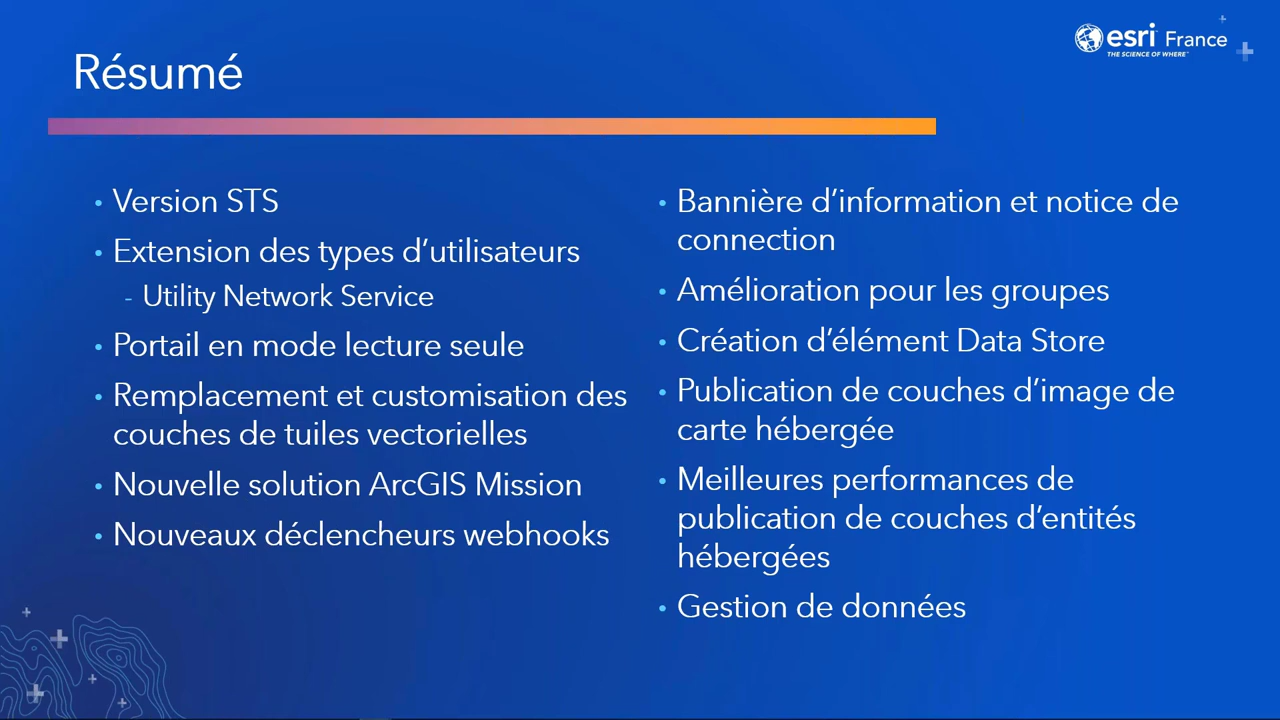 Résumé
esri France
THE SCIENCE OF WHERE™
• Version STS
• Extension des types d’utilisateurs
- Utility Network Service
• Portail en mode lecture seule
• Remplacement et customisation des
couches de tuiles vectorielles
• Nouvelle solution ArcGIS Mission
• Nouveaux déclencheurs webhooks
• Bannière d’information et notice de
connection
• Amélioration pour les groupes
• Création d’élément Data Store
• Publication de couches d’image de
carte hébergée
• Meilleures performances de
publication de couches d’entités
hébergées
• Gestion de données